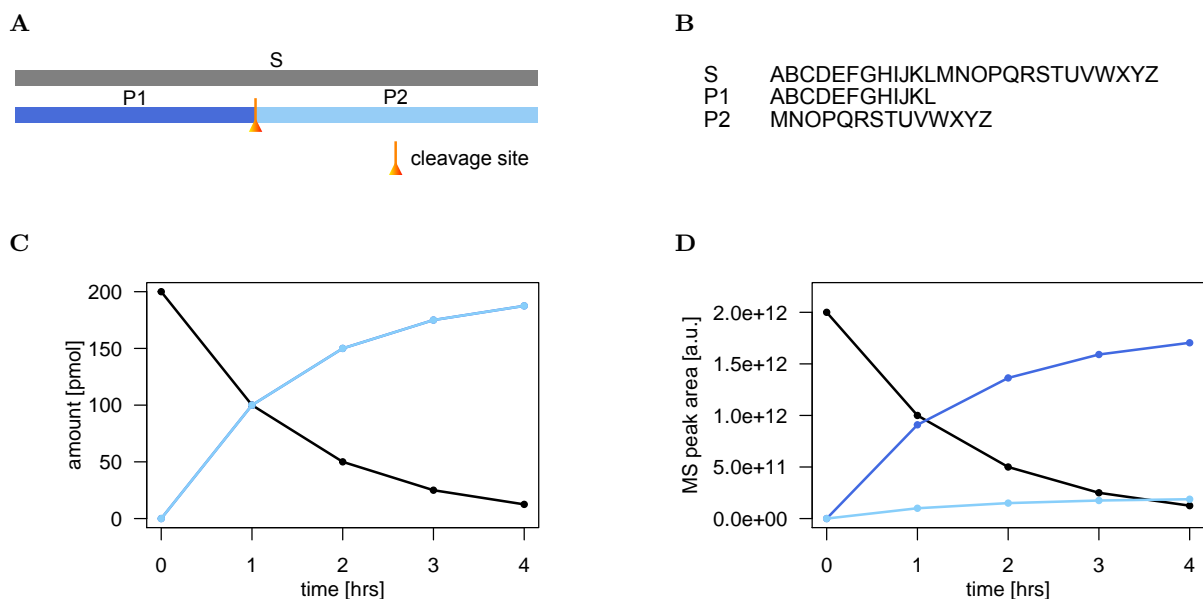 A
S
P1 P2
cleavage site
B
S ABCDEFGHIJKLMNOPQRSTUVWXYZ
P1 ABCDEFGHIJKL
P2 MNOPQRSTUVWXYZ
C
amount [pmol]
200
150
100
50
0
0 1 2 3 4
time [hrs]
D
MS peak area [a.u.]
2.0e+12
1.5e+12
1.0e+12
5.0e+11
0.0e+00
0 1 2 3 4
time [hrs]